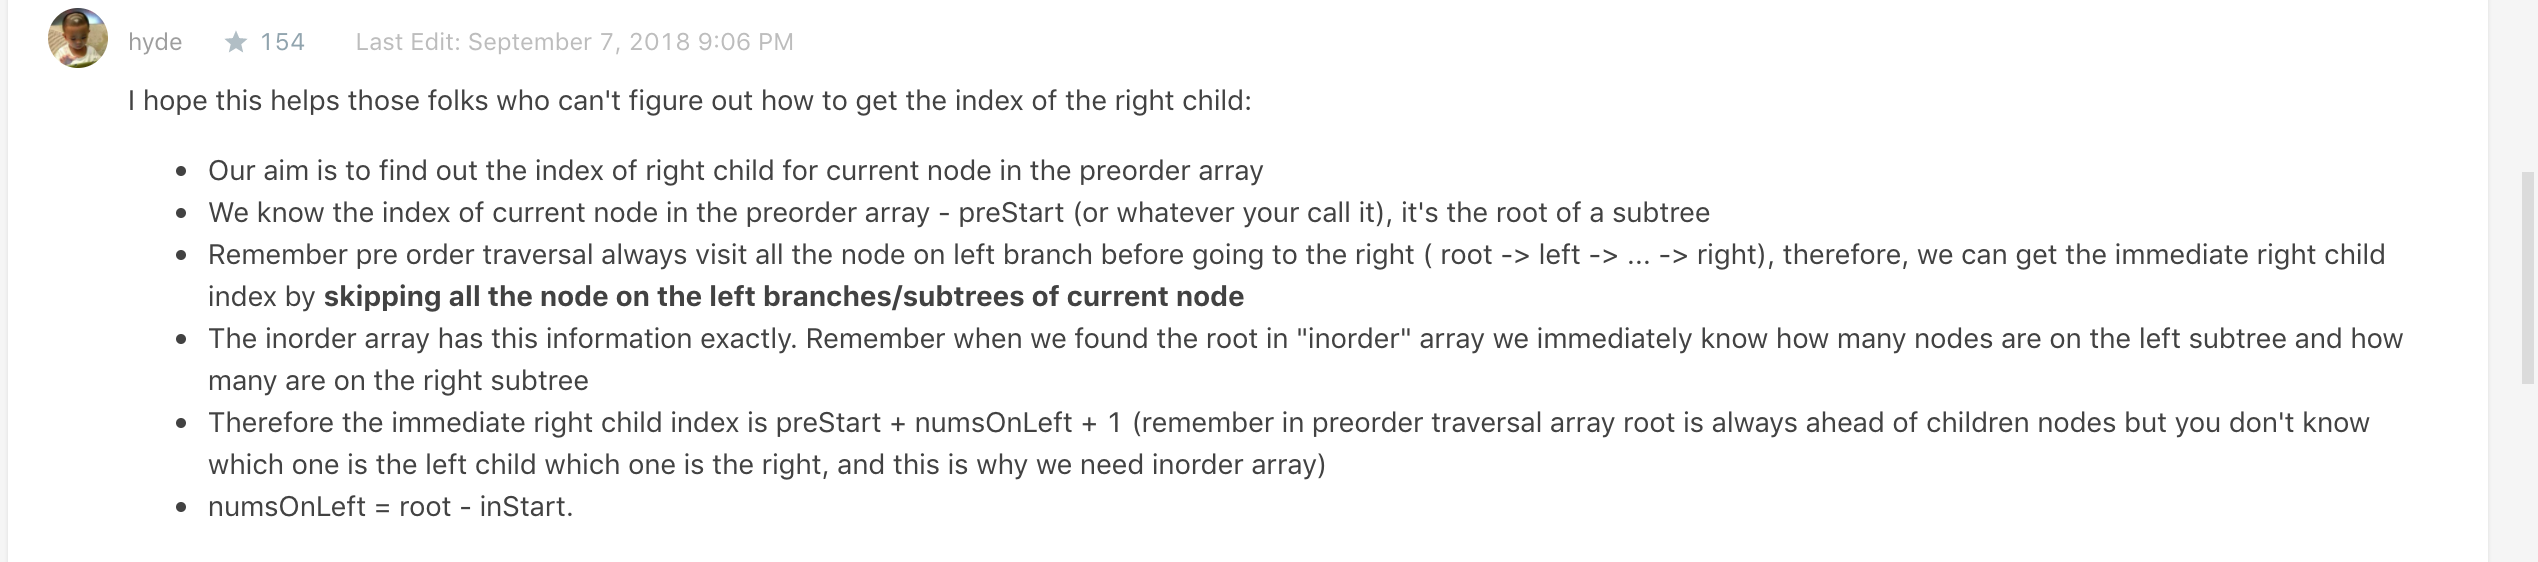 hyde ★ 154 Last Edit: September 7, 2018 9:06 PM
I hope this helps those folks who can't figure out how to get the index of the right child:
• Our aim is to find out the index of right child for current node in the preorder array
• We know the index of current node in the preorder array - preStart (or whatever your call it), it's the root of a subtree
• Remember pre order traversal always visit all the node on left branch before going to the right ( root -> left -> ... -> right), therefore, we can get the immediate right child
index by skipping all the node on the left branches/subtrees of current node
• The inorder array has this information exactly. Remember when we found the root in "inorder" array we immediately know how many nodes are on the left subtree and how
many are on the right subtree
• Therefore the immediate right child index is preStart + numsOnLeft + 1 (remember in preorder traversal array root is always ahead of children nodes but you don't know
which one is the left child which one is the right, and this is why we need inorder array)
• numsOnLeft = root - inStart.